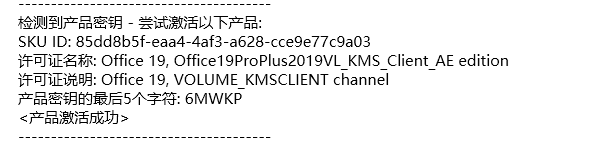 ---------------------------------------
检测到产品密钥 - 尝试激活以下产品:
SKU ID: 85dd8b5f-eaa4-4af3-a628-cce9e77c9a03
许可证名称: Office 19, Office19ProPlus2019VL_KMS_Client_AE edition
许可证说明: Office 19, VOLUME_KMSCLIENT channel
产品密钥的最后5个字符: 6MWKP
<产品激活成功>
---------------------------------------